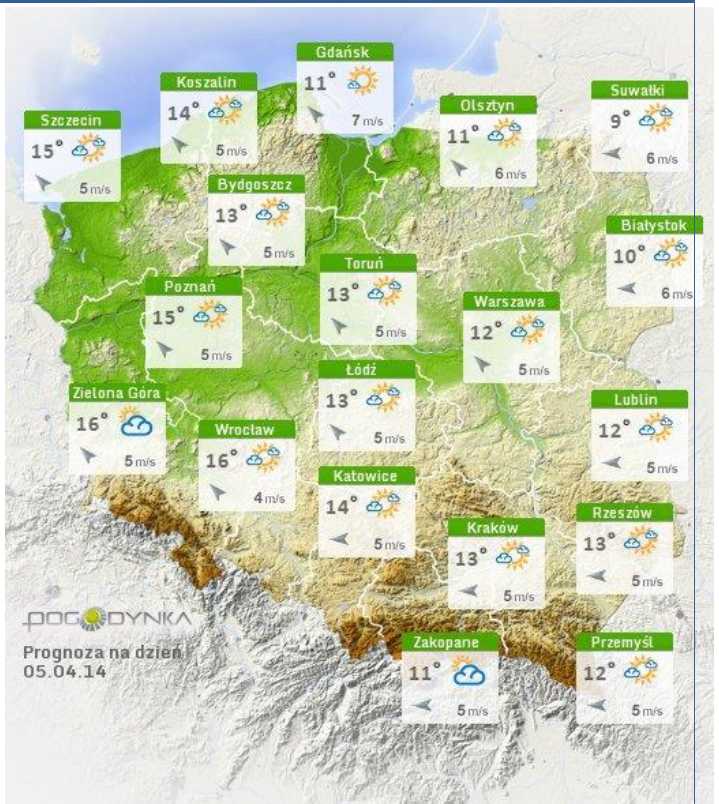 Gdańsk
11°
7 m/s
Koszalin
14°
5 m/s
Szczecin
15°
5 m/s
Olsztyn
11°
6 m/s
Suwałki
9°
6 m/s
Bydgoszcz
13°
5 m/s
Białystok
10°
6 m/s
Toruń
13°
5 m/s
Poznań
15°
5 m/s
Warszawa
12°
5 m/s
Łódź
13°
5 m/s
Zielona Góra
16°
5 m/s
Lublin
12°
5 m/s
Wrocław
16°
4 m/s
Katowice
14°
5 m/s
Kraków
13°
5 m/s
Rzeszów
13°
5 m/s
POGODYNKA
Prognoza na dzień
05.04.14
Zakopane
11°
5 m/s
Przemyśl
12°
5 m/s